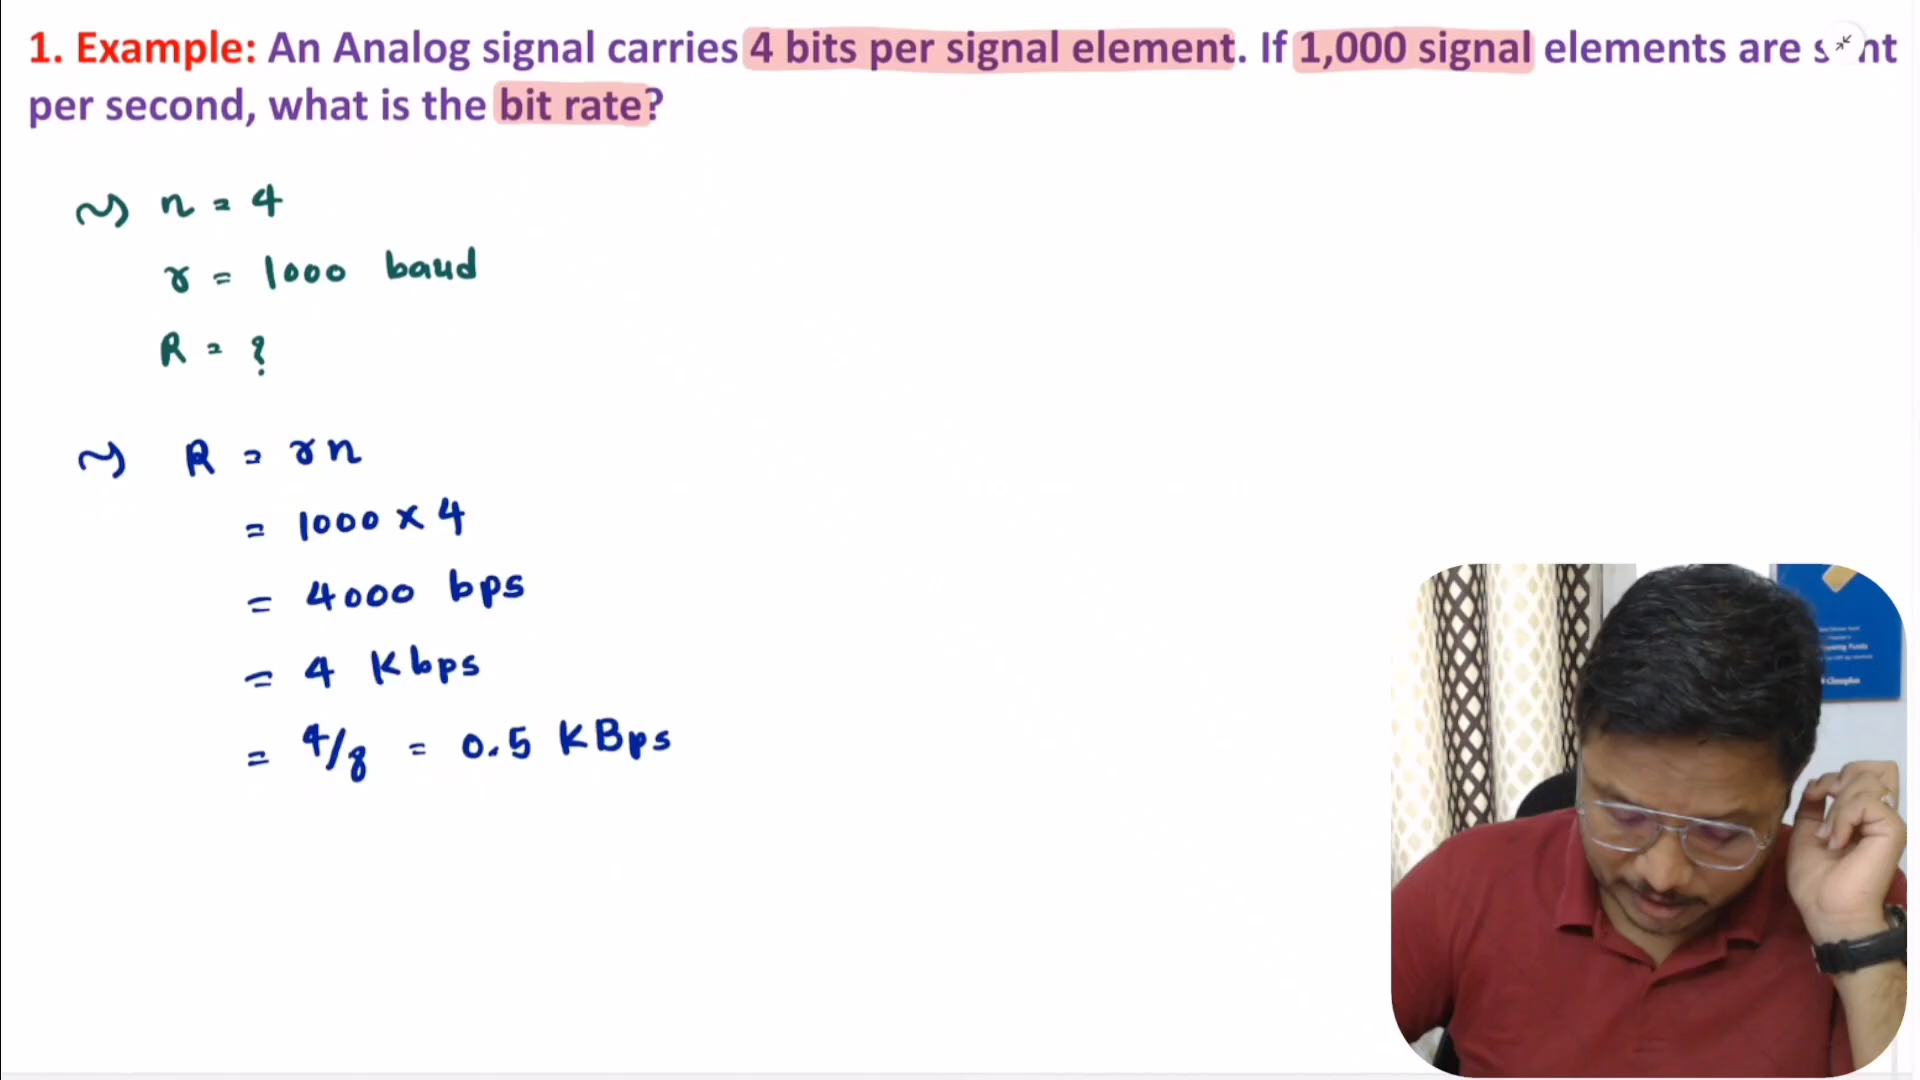 1. Example: An Analog signal carries 4 bits per signal element. If 1,000 signal elements are
per second, what is the bit rate?
n = 4
r = 1000 baud
R = ?
R = rn
= 1000 × 4
= 4000 bps
= 4 Kbps
= 4/8 = 0.5 KBps